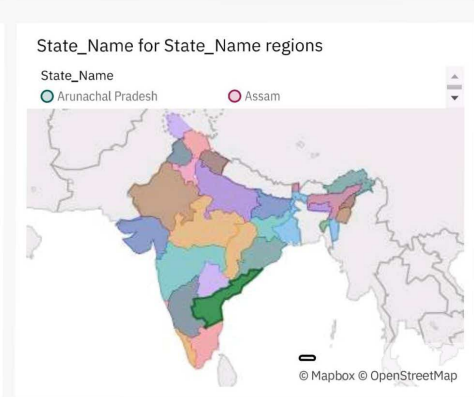 State_Name for State_Name regions
State_Name
Arunachal Pradesh
Assam
© Mapbox © OpenStreetMap